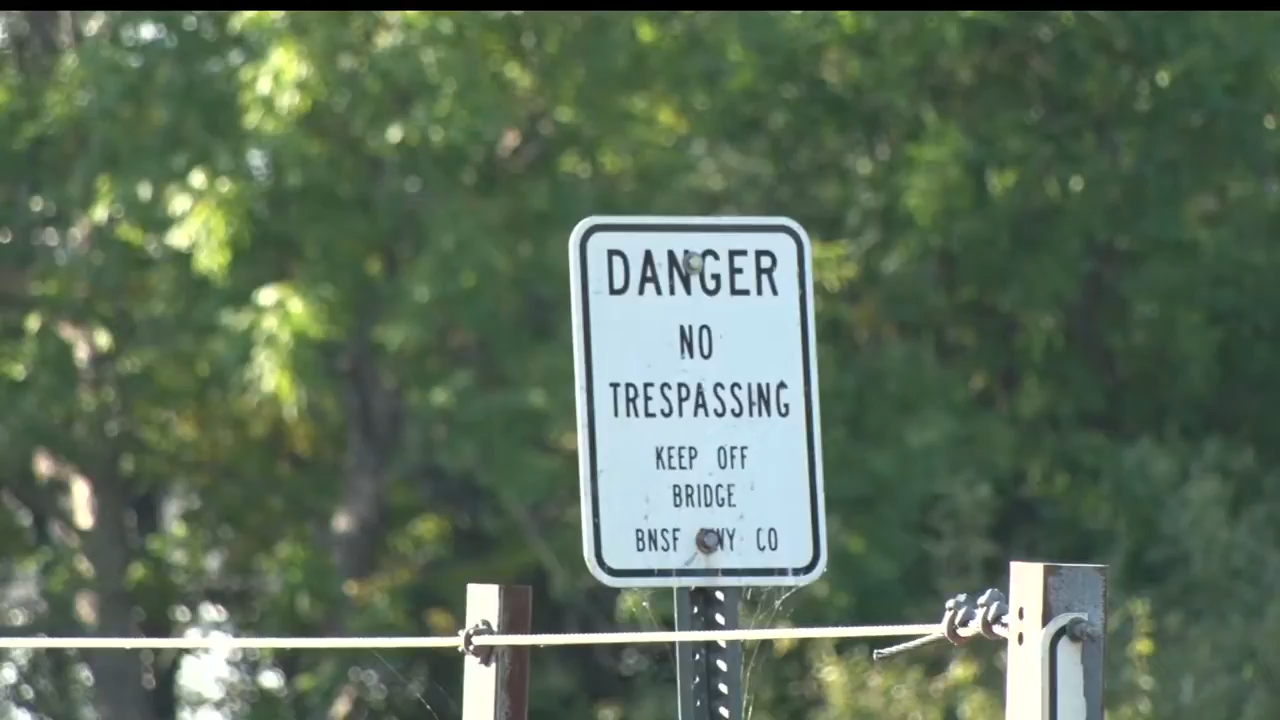 DANGER
NO
TRESPASSING
KEEP OFF
BRIDGE
BNSF CO